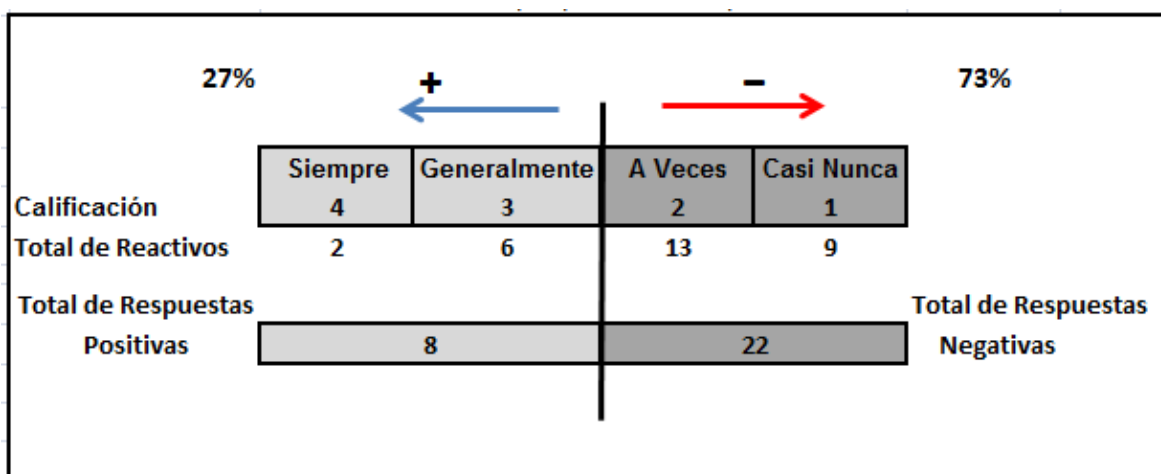 27% + – 73%
Siempre Generalmente A Veces Casi Nunca
Calificación 4 3 2 1
Total de Reactivos 2 6 13 9
Total de Respuestas Total de Respuestas
Positivas 8 22 Negativas